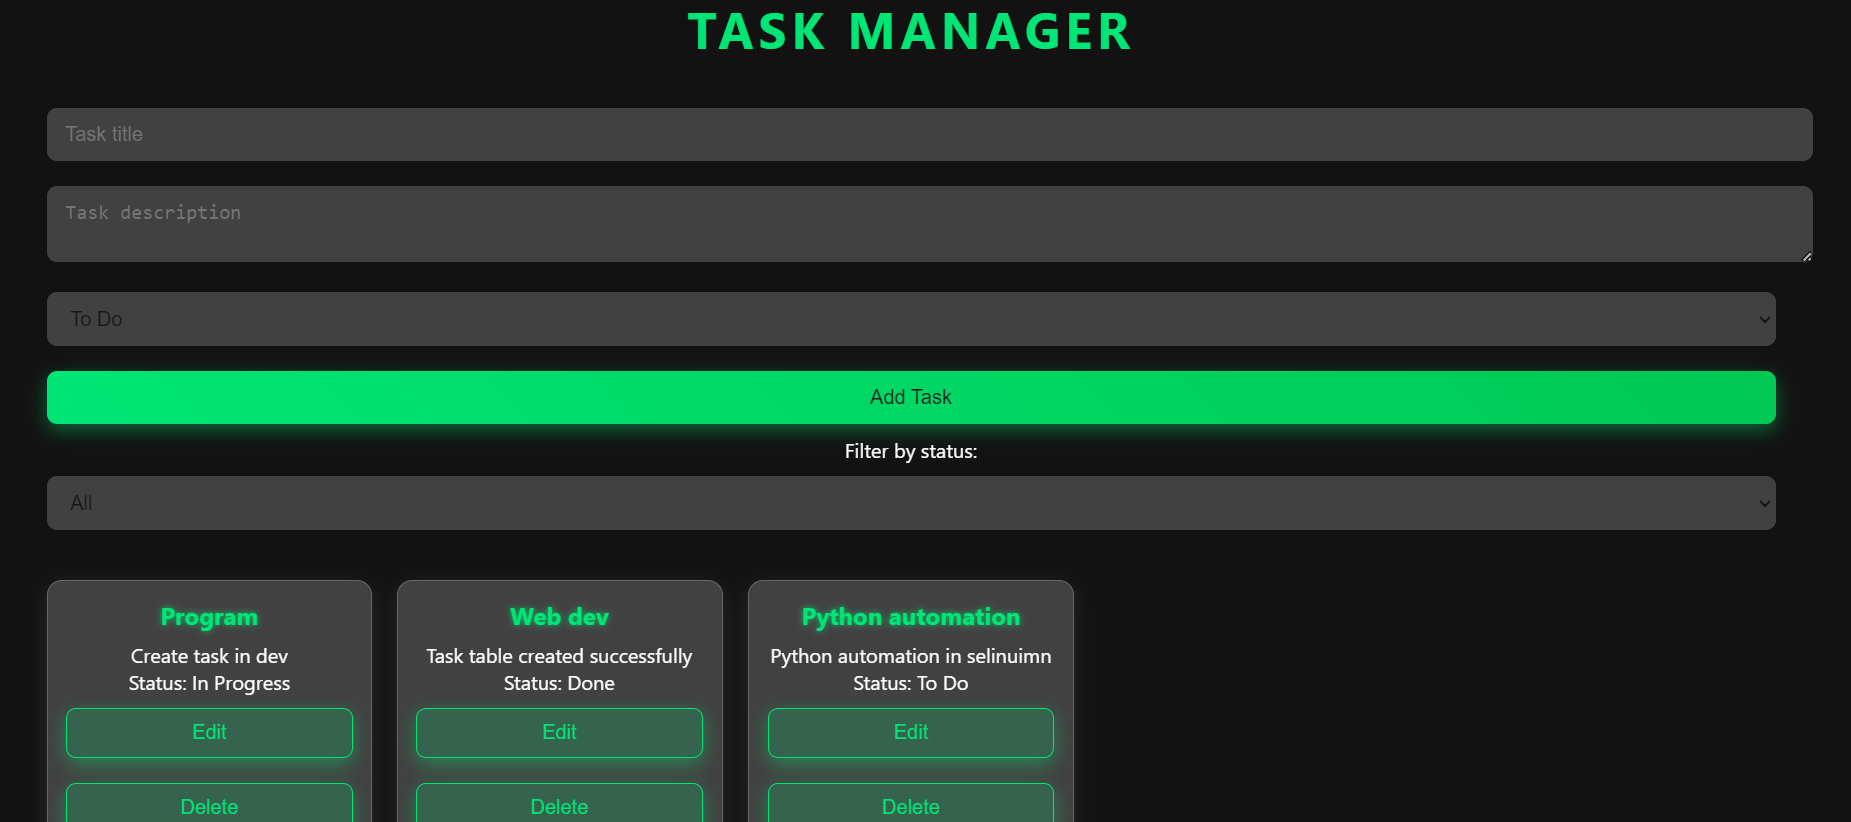 TASK MANAGER
Task title
Task description
To Do
Add Task
Filter by status:
All
Program
Create task in dev
Status: In Progress
Edit
Delete
Web dev
Task table created successfully
Status: Done
Edit
Delete
Python automation
Python automation in selinuimn
Status: To Do
Edit
Delete